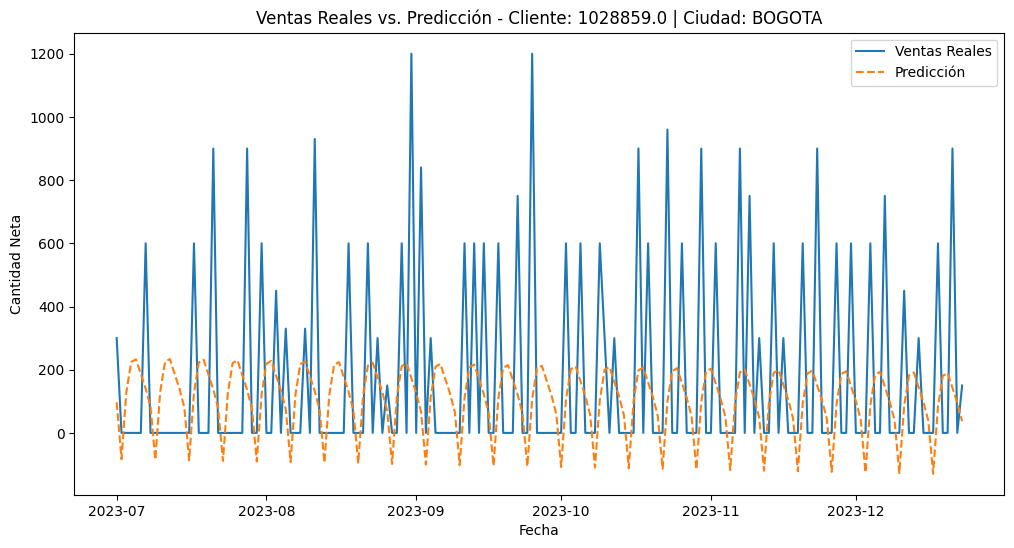 Ventas Reales vs. Predicción - Cliente: 1028859.0 | Ciudad: BOGOTA
Ventas Reales
Predicción
Cantidad Neta
1200
1000
800
600
400
200
0
2023-07
2023-08
2023-09
2023-10
2023-11
2023-12
Fecha